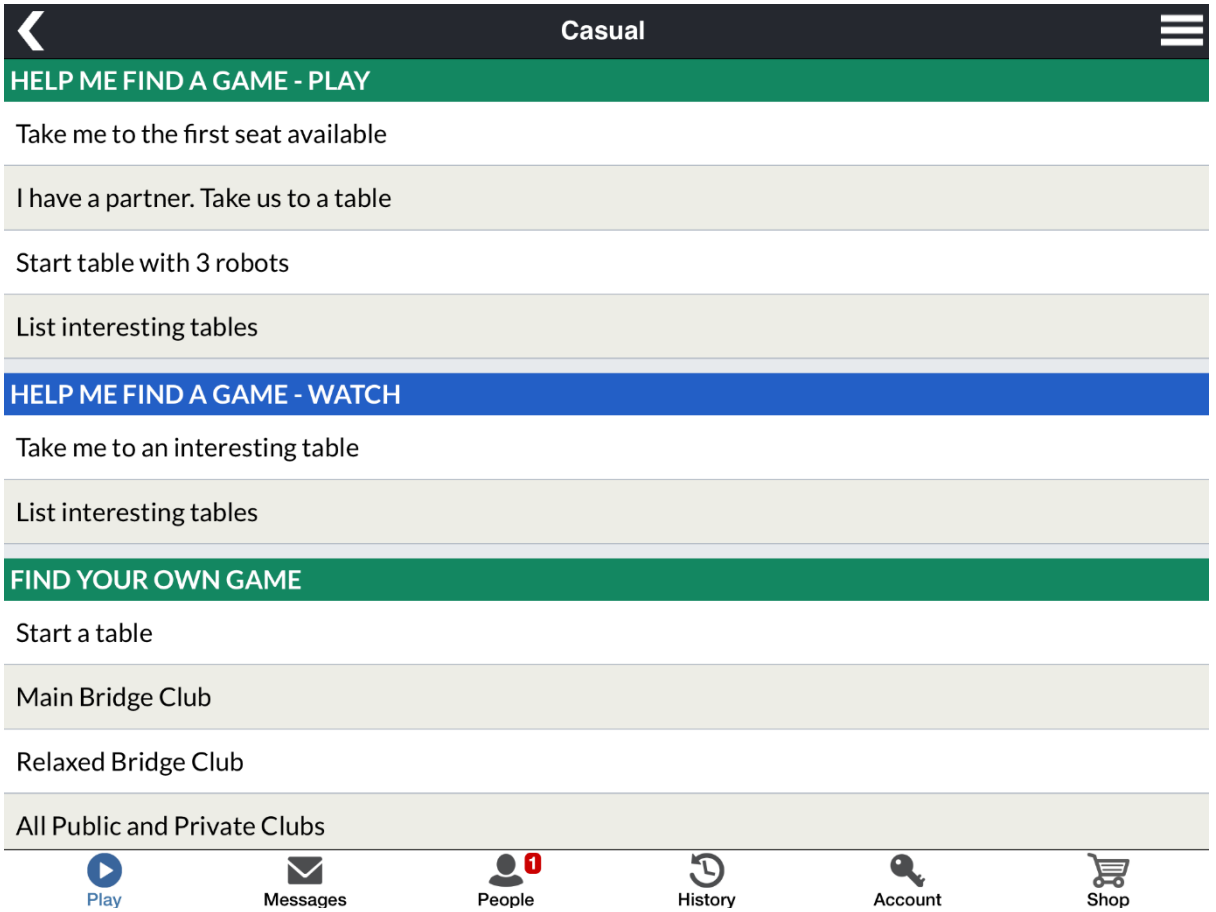 Casual
HELP ME FIND A GAME - PLAY
Take me to the first seat available
I have a partner. Take us to a table
Start table with 3 robots
List interesting tables
HELP ME FIND A GAME - WATCH
Take me to an interesting table
List interesting tables
FIND YOUR OWN GAME
Start a table
Main Bridge Club
Relaxed Bridge Club
All Public and Private Clubs
1
Play Messages People History Account Shop